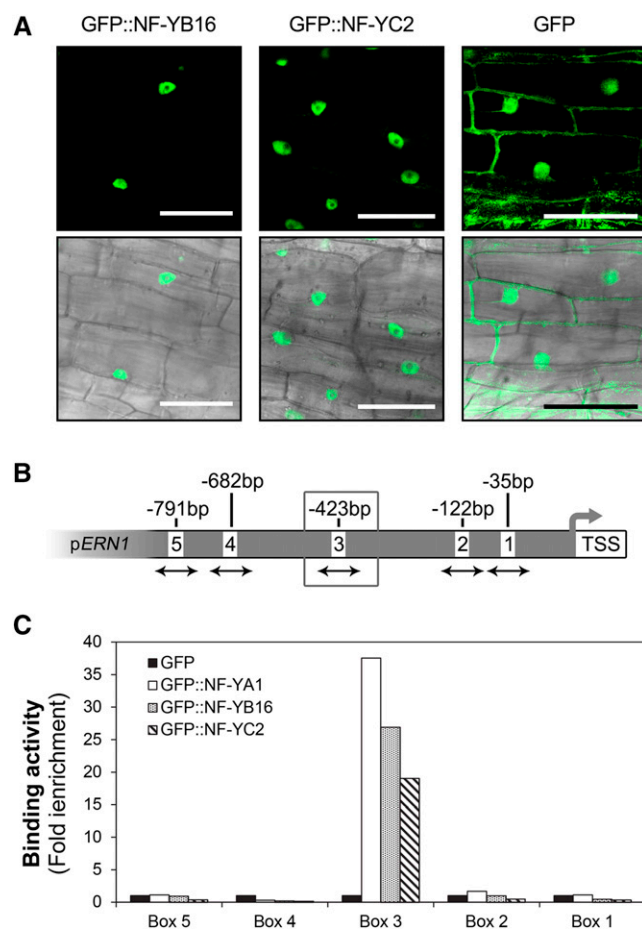 A
GFP::NF-YB16 GFP::NF-YC2 GFP
B
-682bp -35bp
-791bp -423bp -122bp
pERN1 5 4 3 2 1 TSS
C
40
35
30
25
20
15
10
5
0
Binding activity
(Fold ienrichment)
GFP
GFP::NF-YA1
GFP::NF-YB16
GFP::NF-YC2
Box 5 Box 4 Box 3 Box 2 Box 1